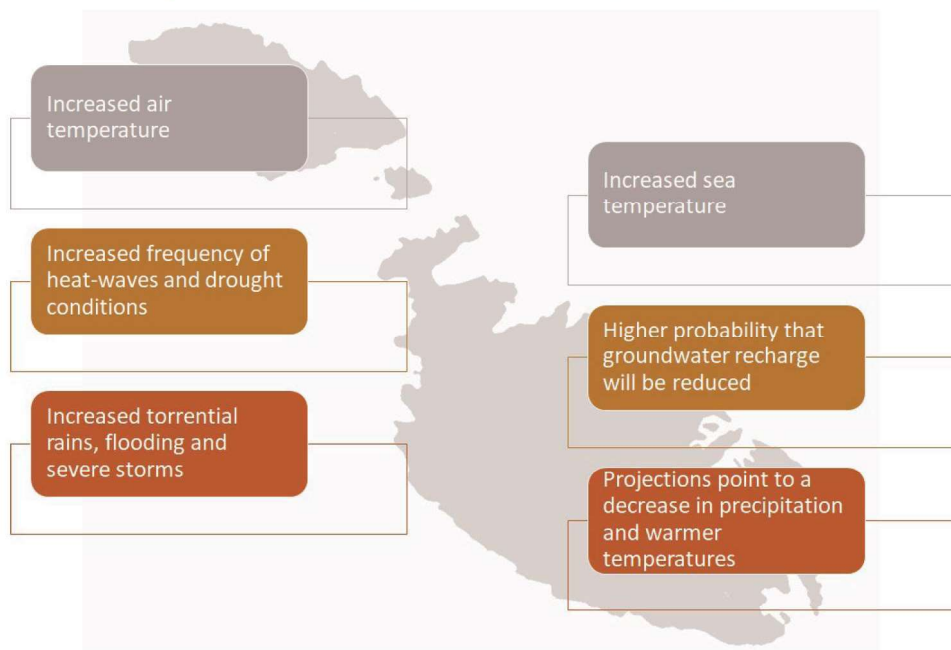 Increased air
temperature
Increased sea
temperature
Increased frequency of
heat-waves and drought
conditions
Higher probability that
groundwater recharge
will be reduced
Increased torrential
rains, flooding and
severe storms
Projections point to a
decrease in precipitation
and warmer
temperatures